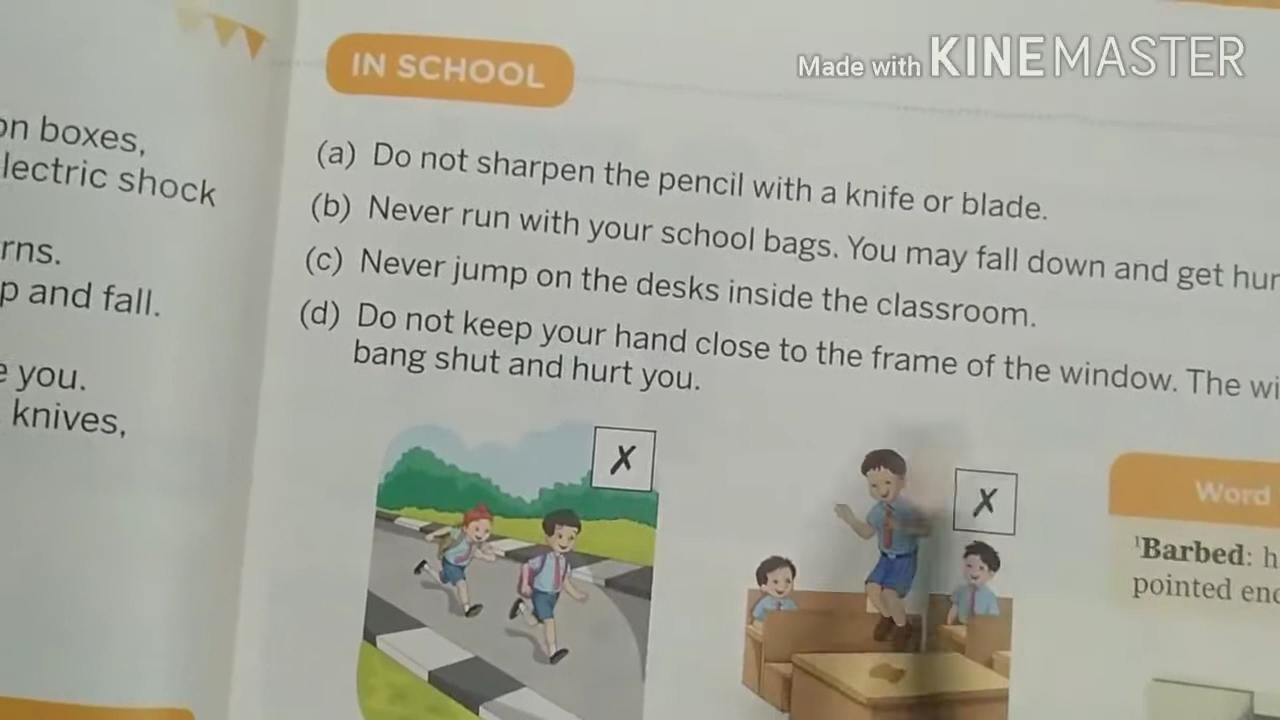 Made with KINEMASTER
IN SCHOOL
on boxes,
lectric shock
rns.
p and fall.
e you.
knives,
(a) Do not sharpen the pencil with a knife or blade.
(b) Never run with your school bags. You may fall down and get hur
(c) Never jump on the desks inside the classroom.
(d) Do not keep your hand close to the frame of the window. The wi
bang shut and hurt you.
X
X
Word
¹Barbed: h
pointed end